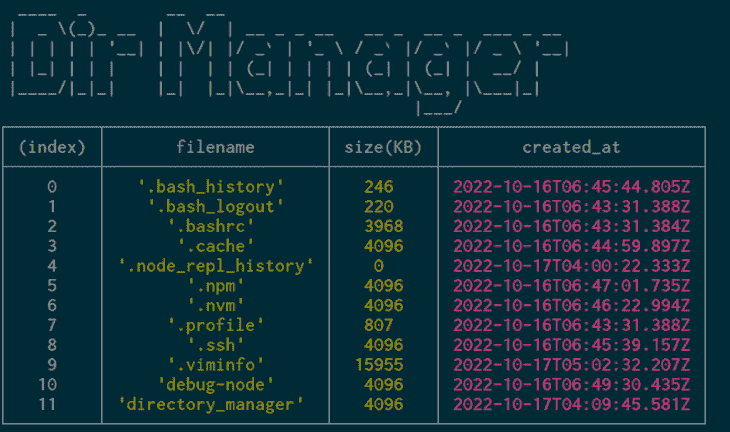 Dir Manager
(index) filename size(KB) created_at
0 '.bash_history' 246 2022-10-16T06:45:44.805Z
1 '.bash_logout' 220 2022-10-16T06:43:31.388Z
2 '.bashrc' 3968 2022-10-16T06:43:31.384Z
3 '.cache' 4096 2022-10-16T06:44:59.897Z
4 '.node_repl_history' 0 2022-10-17T04:00:22.333Z
5 '.npm' 4096 2022-10-16T06:47:01.735Z
6 '.nvm' 4096 2022-10-16T06:46:22.994Z
7 '.profile' 807 2022-10-16T06:43:31.388Z
8 '.ssh' 4096 2022-10-16T06:45:39.157Z
9 '.viminfo' 15955 2022-10-17T05:02:32.207Z
10 'debug-node' 4096 2022-10-16T06:49:30.435Z
11 'directory_manager' 4096 2022-10-17T04:09:45.581Z